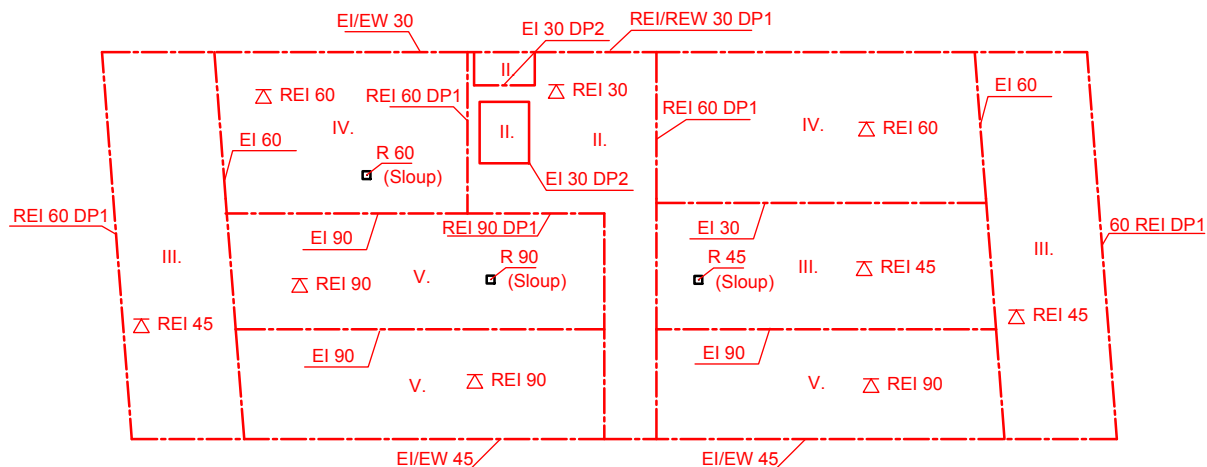 EI/EW 30
EI 30 DP2
REI/REW 30 DP1
II.
REI 60
REI 60 DP1
REI 30
EI 60
REI 60 DP1
IV.
II.
II.
IV.
REI 60
EI 60
R 60
(Sloup)
EI 30 DP2
REI 60 DP1
EI 90
REI 90 DP1
EI 30
60 REI DP1
III.
III.
R 90
(Sloup)
R 45
(Sloup)
III.
REI 45
REI 90
V.
REI 45
REI 45
EI 90
EI 90
V.
REI 90
V.
REI 90
EI/EW 45
EI/EW 45